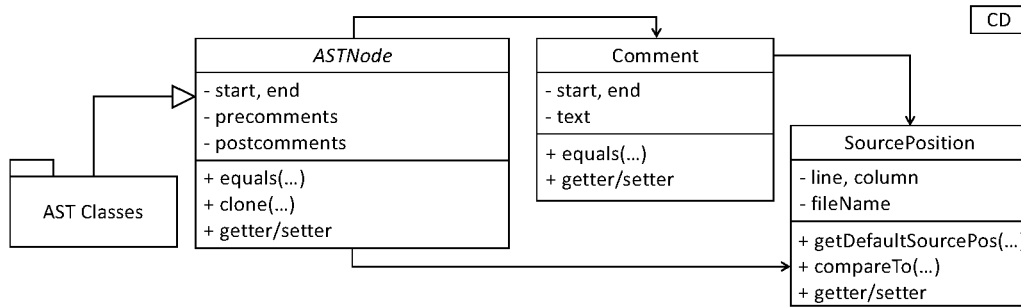 CD
ASTNode
- start, end
- precomments
- postcomments
+ equals(...)
+ clone(...)
+ getter/setter
Comment
- start, end
- text
+ equals(...)
+ getter/setter
SourcePosition
- line, column
- fileName
+ getDefaultSourcePos(...
+ compareTo(...)
+ getter/setter
AST Classes